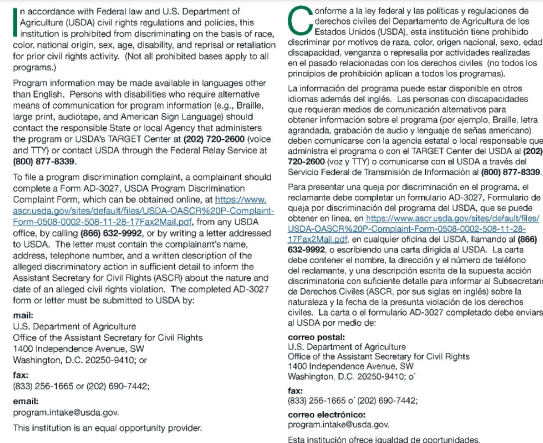 In accordance with Federal law and U.S. Department of
Agriculture (USDA) civil rights regulations and policies, this
institution is prohibited from discriminating on the basis of race,
color, national origin, sex, age, disability, and reprisal or retaliation
for prior civil rights activity. (Not all prohibited bases apply to all
programs.)
Program information may be made available in languages other
than English. Persons with disabilities who require alternative
means of communication for program information (e.g., Braille,
large print, audiotape, and American Sign Language) should
contact the responsible State or local Agency that administers
the program or USDA's TARGET Center at (202) 720-2600 (voice
and TTY) or contact USDA through the Federal Relay Service at
(800) 877-8339.
To file a program discrimination complaint, a complainant should
complete a Form AD-3027, USDA Program Discrimination
Complaint Form, which can be obtained online, at https://www.
ascr.usda.gov/sites/default/files/USDA-OASCR%20P-Complaint-
Form-0508-0002-508-11-28-17Fax2Mail.pdf, from any USDA
office, by calling (866) 632-9992, or by writing a letter addressed
to USDA. The letter must contain the complainant's name,
address, telephone number, and a written description of the
alleged discriminatory action in sufficient detail to inform the
Assistant Secretary for Civil Rights (ASCR) about the nature and
date of an alleged civil rights violation. The completed AD-3027
form or letter must be submitted to USDA by:
mail:
U.S. Department of Agriculture
Office of the Assistant Secretary for Civil Rights
1400 Independence Avenue, SW
Washington, D.C. 20250-9410; or
fax:
(833) 256-1665 or (202) 690-7442;
email:
program.intake@usda.gov.
This institution is an equal opportunity provider.
Conforme a la ley federal y las políticas y regulaciones de
derechos civiles del Departamento de Agricultura de los
Estados Unidos (USDA), esta institución tiene prohibido
discriminar por motivos de raza, color, origen nacional, sexo, edad
discapacidad, venganza o represalia por actividades realizadas
en el pasado relacionadas con los derechos civiles (no todos los
principios de prohibición aplican a todos los programas).
La información del programa puede estar disponible en otros
idiomas además del inglés. Las personas con discapacidades
que requieran medios de comunicación alternativos para
obtener información sobre el programa (por ejemplo, Braille, letra
agrandada, grabación de audio y lenguaje de señas americano)
deben comunicarse con la agencia estatal o local responsable que
administra el programa o con el TARGET Center del USDA al (202)
720-2600 (voz y TTY) o comunicarse con el USDA a través del
Servicio Federal de Transmisión de Información al (800) 877-8339.
Para presentar una queja por discriminación en el programa, el
reclamante debe completar un formulario AD-3027, Formulario de
queja por discriminación del programa del USDA, que se puede
obtener en línea, en https://www.ascr.usda.gov/sites/default/files/
USDA-OASCR%20P-Complaint-Form-0508-0002-508-11-28-
17Fax2Mail.pdf, en cualquier oficina del USDA, llamando al (866)
632-9992, o escribiendo una carta dirigida al USDA. La carta
debe contener el nombre, la dirección y el número de teléfono
del reclamante, y una descripción escrita de la supuesta acción
discriminatoria con suficiente detalle para informar al Subsecretario
de Derechos Civiles (ASCR, por sus siglas en inglés) sobre la
naturaleza y la fecha de la presunta violación de los derechos
civiles. La carta o el formulario AD-3027 completado debe enviars
al USDA por medio de:
correo postal:
U.S. Department of Agriculture
Office of the Assistant Secretary for Civil Rights
1400 Independence Avenue, SW
Washington, D.C. 20250-9410; o'
fax:
(833) 256-1665 o' (202) 690-7442;
correo electrónico:
program.intake@usda.gov.
Esta institución ofrece igualdad de oportunidades.